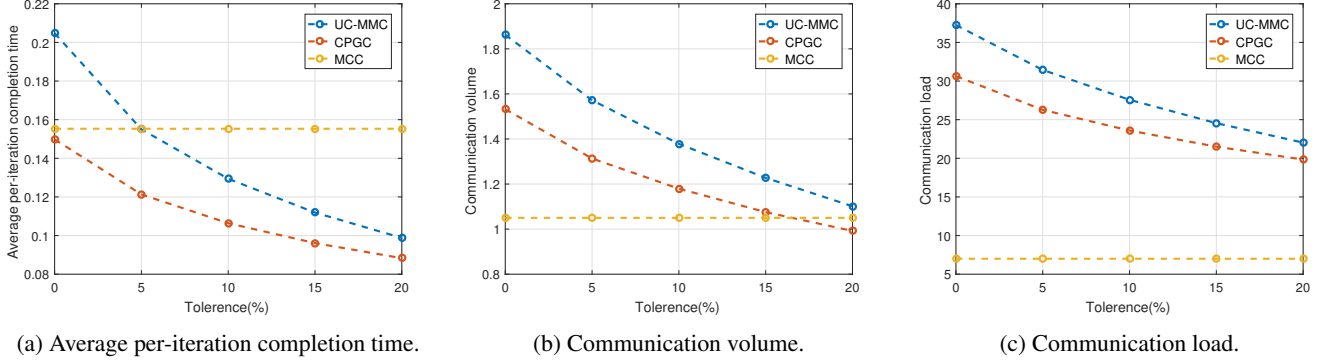 0.22
0.2
0.18
0.16
0.14
0.12
0.1
0.08
0 5 10 15 20
Average per-iteration completion time
Tolerence(%)
UC-MMC
CPGC
MCC
(a) Average per-iteration completion time.
2
1.8
1.6
1.4
1.2
1
0.8
0 5 10 15 20
Communication volume
Tolerence(%)
UC-MMC
CPGC
MCC
(b) Communication volume.
40
35
30
25
20
15
10
5
0 5 10 15 20
Communication load
Tolerence(%)
UC-MMC
CPGC
MCC
(c) Communication load.